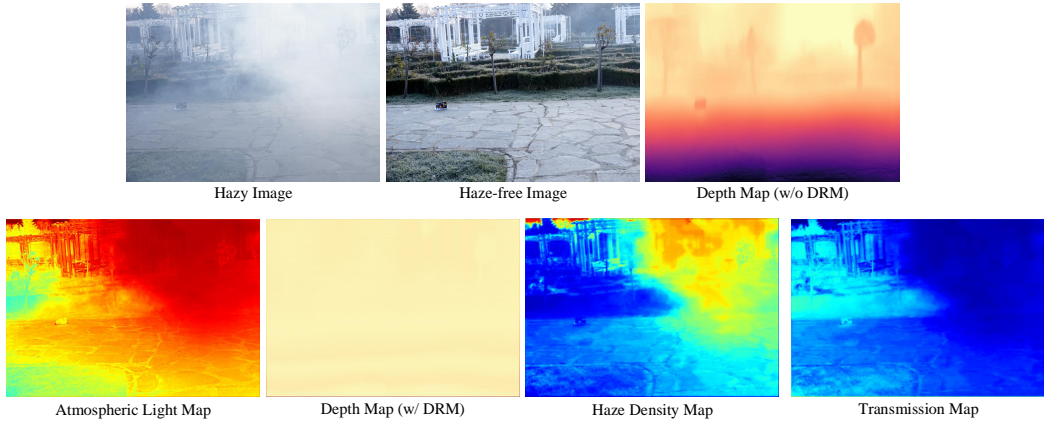 Hazy Image
Haze-free Image
Depth Map (w/o DRM)
Atmospheric Light Map
Depth Map (w/ DRM)
Haze Density Map
Transmission Map